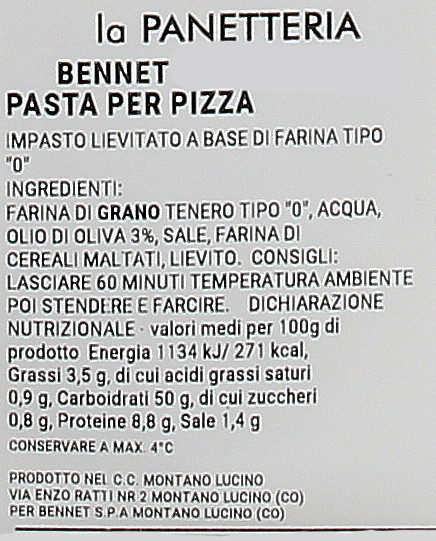 la PANETTERIA
BENNET
PASTA PER PIZZA
IMPASTO LIEVITATO A BASE DI FARINA TIPO
"0"
INGREDIENTI:
FARINA DI GRANO TENERO TIPO "0", ACQUA,
OLIO DI OLIVA 3%, SALE, FARINA DI
CEREALI MALTATI, LIEVITO. CONSIGLI:
LASCIARE 60 MINUTI TEMPERATURA AMBIENTE
POI STENDERE E FARCIRE. DICHIARAZIONE
NUTRIZIONALE - valori medi per 100g di
prodotto Energia 1134 kJ/ 271 kcal,
Grassi 3,5 g, di cui acidi grassi saturi
0,9 g, Carboidrati 50 g, di cui zuccheri
0,8 g, Proteine 8,8 g, Sale 1,4 g
CONSERVARE A MAX. 4°C
PRODOTTO NEL C.C. MONTANO LUCINO
VIA ENZO RATTI NR 2 MONTANO LUCINO (CO)
PER BENNET S.P.A MONTANO LUCINO (CO)